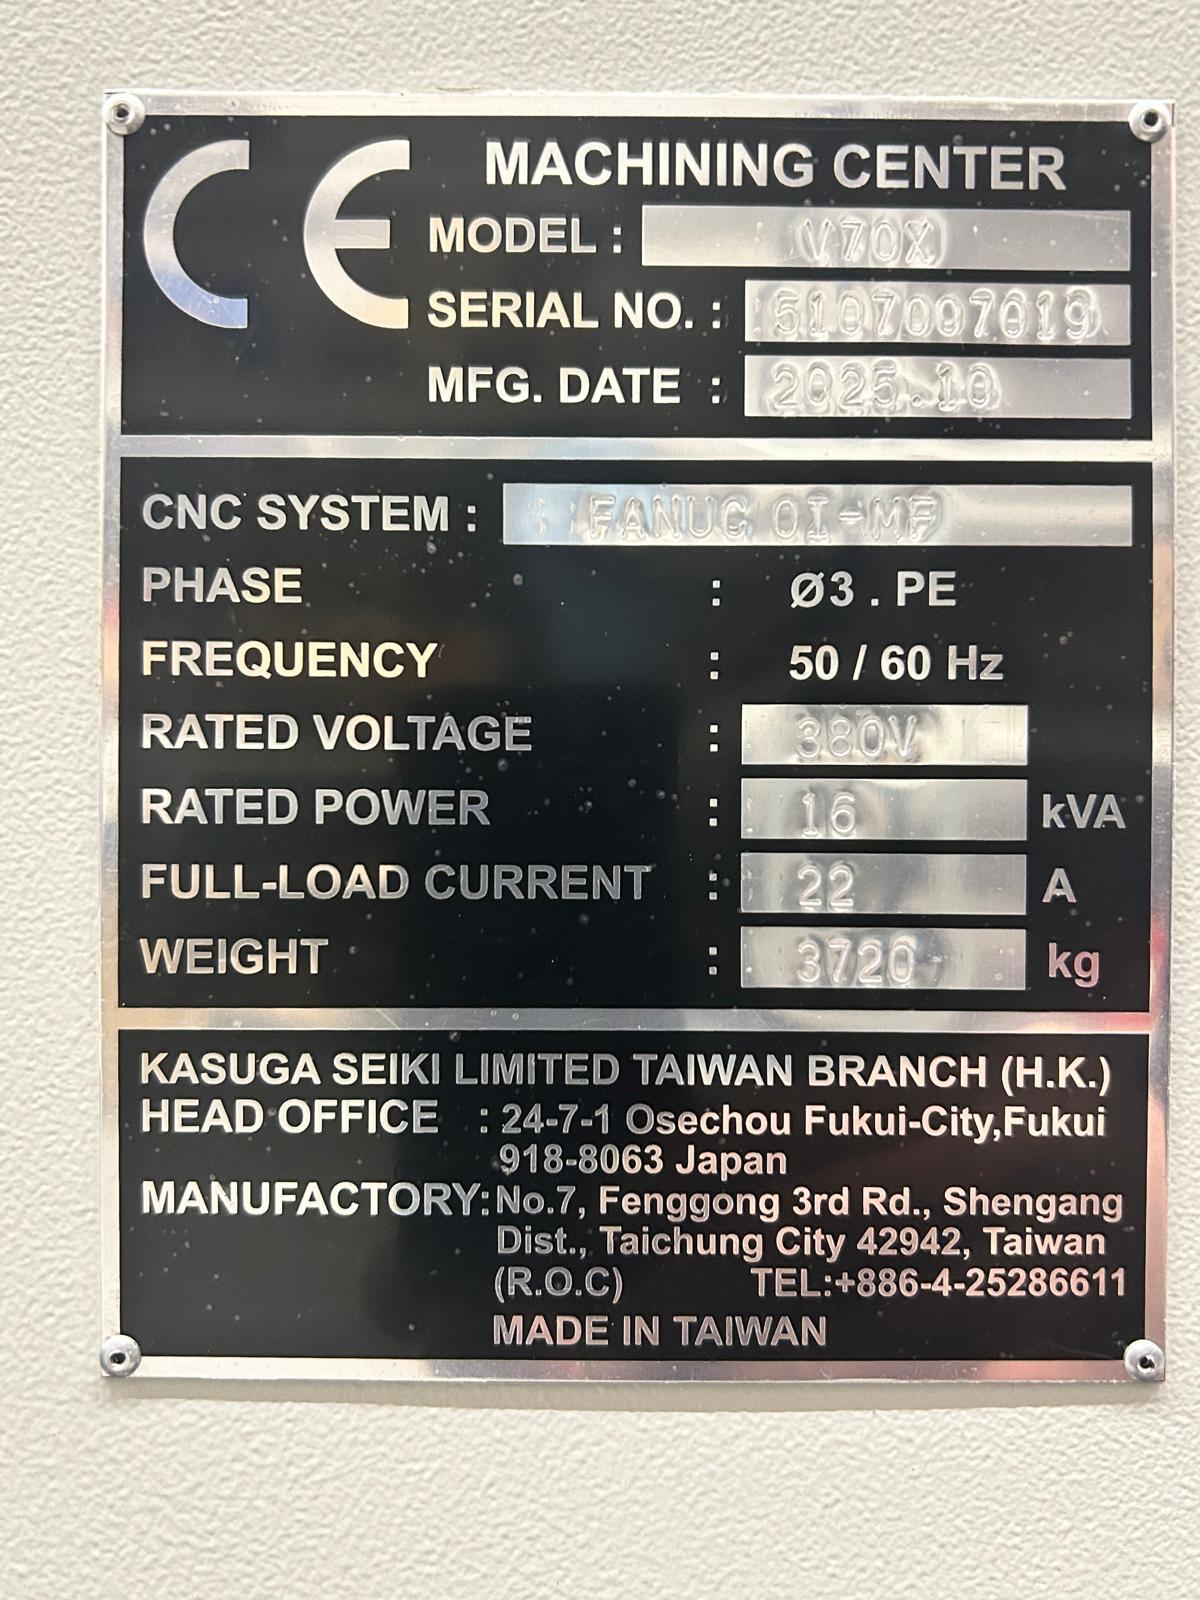 CE MACHINING CENTER
MODEL : V70X
SERIAL NO. : 5107007019
MFG. DATE : 2025.10
CNC SYSTEM : FANUC 0I-MF
PHASE : Ø3 . PE
FREQUENCY : 50 / 60 Hz
RATED VOLTAGE : 380V
RATED POWER : 16 kVA
FULL-LOAD CURRENT : 22 A
WEIGHT : 3720 kg
KASUGA SEIKI LIMITED TAIWAN BRANCH (H.K.)
HEAD OFFICE : 24-7-1 Osechou Fukui-City,Fukui
918-8063 Japan
MANUFACTORY:No.7, Fenggong 3rd Rd., Shengang
Dist., Taichung City 42942, Taiwan
(R.O.C) TEL:+886-4-25286611
MADE IN TAIWAN